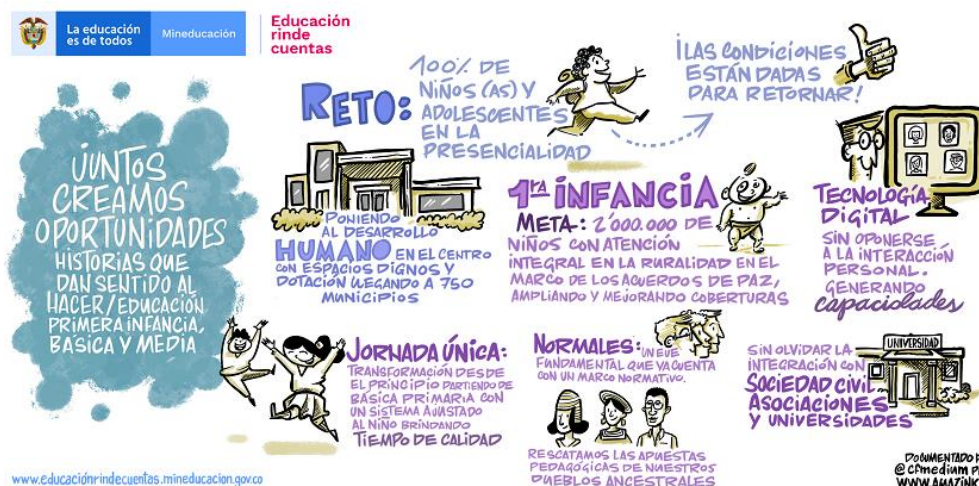 La educación
es de todos
Mineducación
Educación
rinde
cuentas
JUNTOS
CREAMOS
OPORTUNIDADES
HISTORIAS QUE
DAN SENTIDO AL
HACER/EDUCACIÓN
PRIMERA INFANCIA,
BÁSICA Y MEDIA
RETO:
100% DE
NIÑOS (AS) Y
ADOLESCENTES
EN LA
PRESENCIALIDAD
¡LAS CONDICIONES
ESTÁN DADAS
PARA RETORNAR!
PONIENDO
AL DESARROLLO
HUMANO EN EL CENTRO
CON ESPACIOS DIGNOS Y
DOTACIÓN LLEGANDO A 750
MUNICIPIOS
1RA INFANCIA
META: 2'000.000 DE
NIÑOS CON ATENCIÓN
INTEGRAL EN LA RURALIDAD EN EL
MARCO DE LOS ACUERDOS DE PAZ,
AMPLIANDO Y MEJORANDO COBERTURAS
TECNOLOGÍA
DIGITAL
SIN OPONERSE
A LA INTERACCIÓN
PERSONAL.
GENERANDO
capacidades
JORNADA ÚNICA:
TRANSFORMACIÓN DESDE
EL PRINCIPIO PARTIENDO DE
BÁSICA PRIMARIA CON
UN SISTEMA AJUSTADO
AL NIÑO BRINDANDO
TIEMPO DE CALIDAD
NORMALES: UN EJE
FUNDAMENTAL QUE YA CUENTA
CON UN MARCO NORMATIVO.
RESCATAMOS LAS APUESTAS
PEDAGÓGICAS DE NUESTROS
PUEBLOS ANCESTRALES
UNIVERSIDAD
SIN OLVIDAR LA
INTEGRACIÓN CON
SOCIEDAD CIVIL
ASOCIACIONES
Y UNIVERSIDADES
www.educaciónrindecuentas.mineducacion.gov.co
DOCUMENTADO
@cfmedium